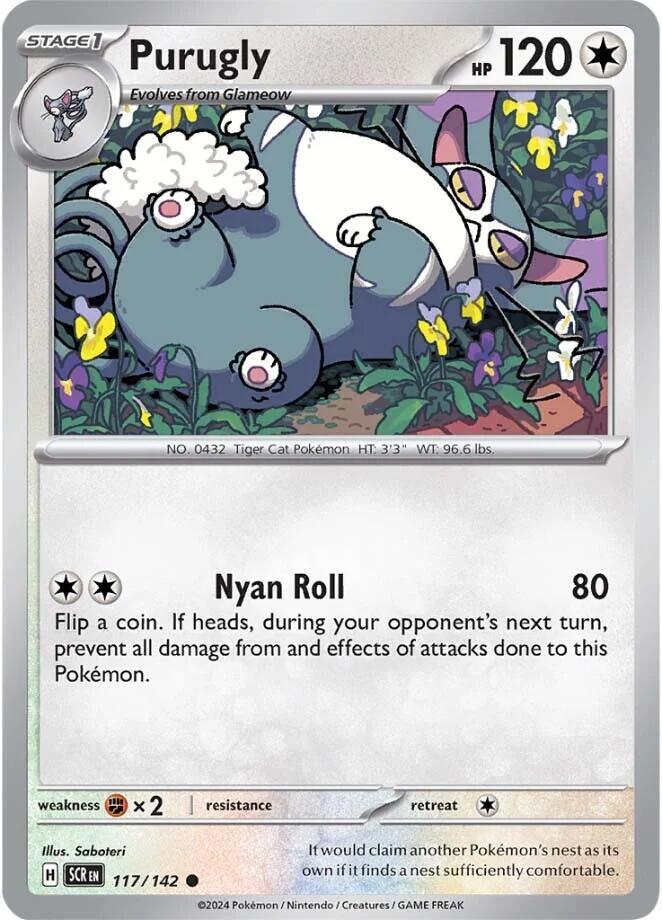 STAGE1
Purugly
HP 120
Evolves from Glameow
NO. 0432 Tiger Cat Pokémon HT: 3'3" WT: 96.6 lbs.
Nyan Roll 80
Flip a coin. If heads, during your opponent's next turn,
prevent all damage from and effects of attacks done to this
Pokémon.
weakness ×2 resistance retreat
Illus. Saboteri
It would claim another Pokémon's nest as its
own if it finds a nest sufficiently comfortable.
H SCR EN 117/142
©2024 Pokémon / Nintendo / Creatures / GAME FREAK